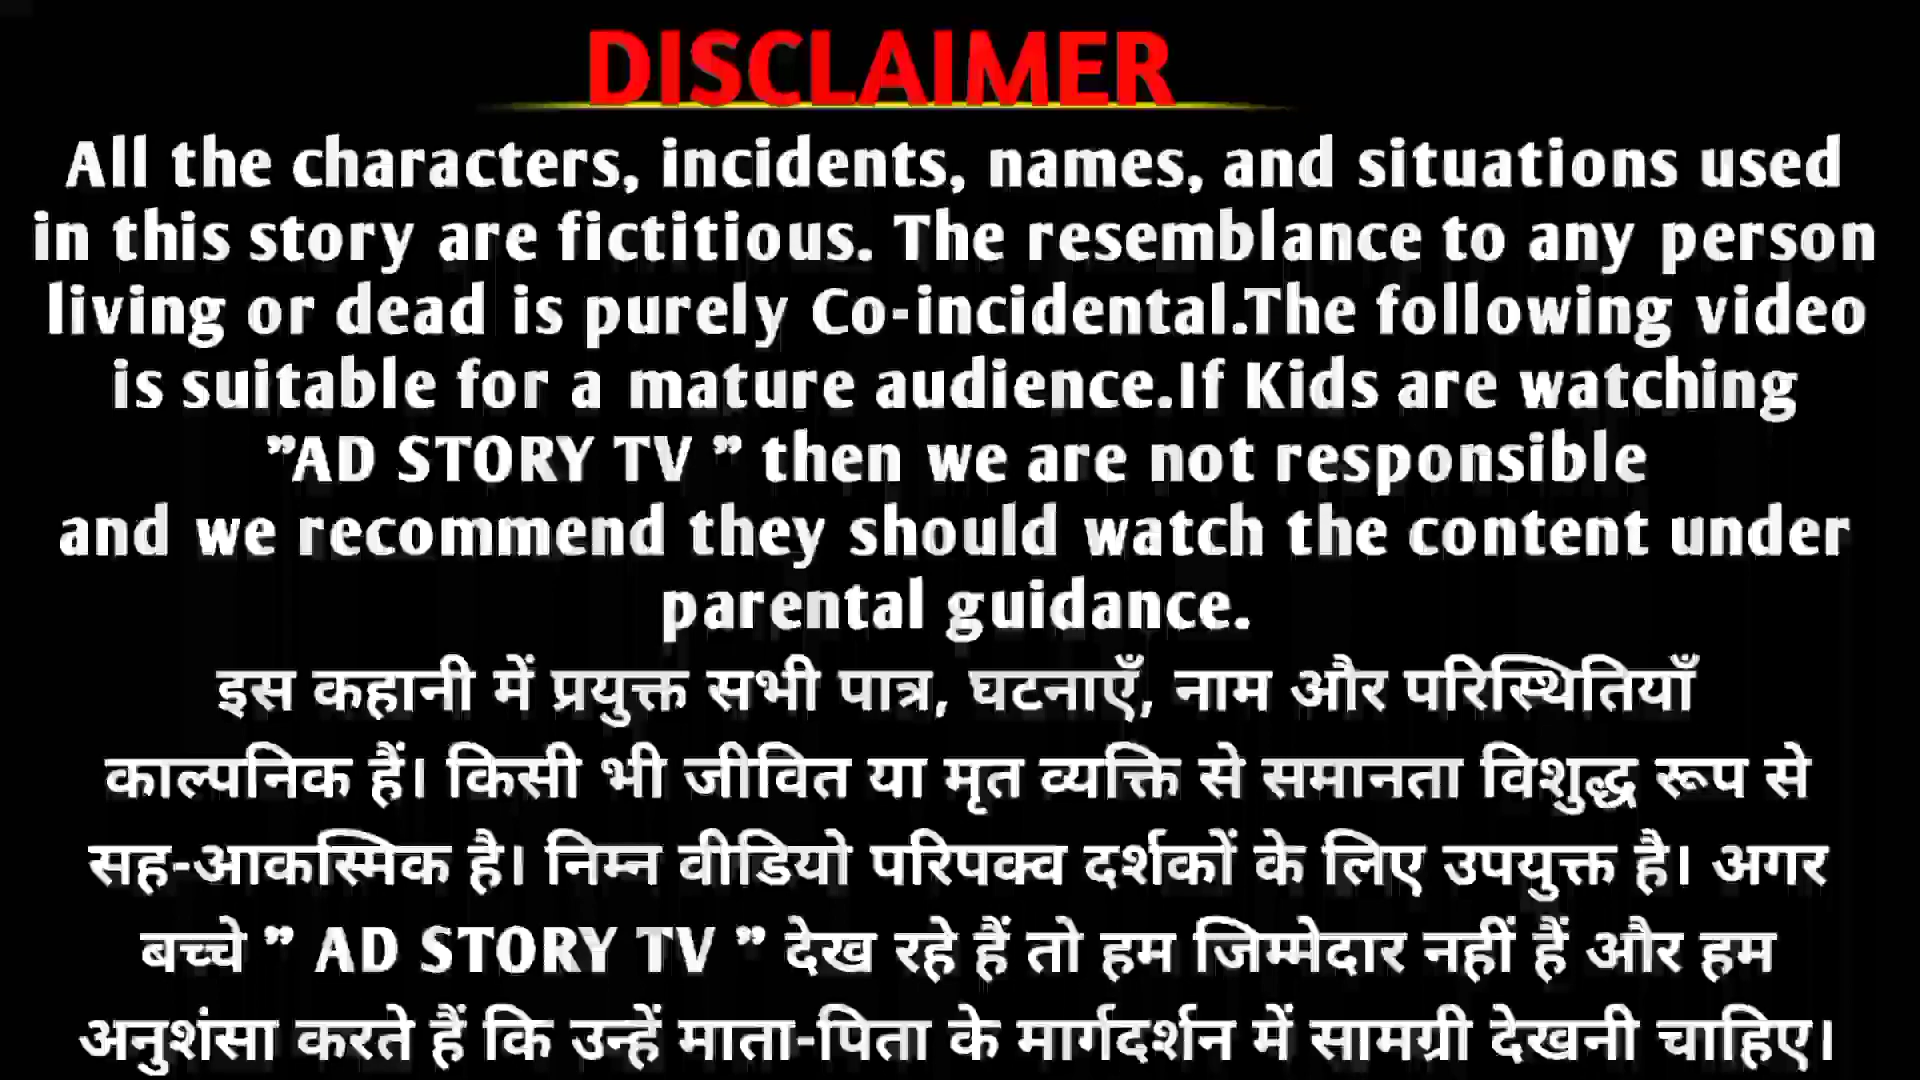 DISCLAIMER
All the characters, incidents, names, and situations used
in this story are fictitious. The resemblance to any person
living or dead is purely Co-incidental.The following video
is suitable for a mature audience.If Kids are watching
”AD STORY TV ” then we are not responsible
and we recommend they should watch the content under
parental guidance.
इस कहानी में प्रयुक्त सभी पात्र, घटनाएँ, नाम और परिस्थितियाँ
काल्पनिक हैं। किसी भी जीवित या मृत व्यक्ति से समानता विशुद्ध रूप से
सह-आकस्मिक है। निम्न वीडियो परिपक्व दर्शकों के लिए उपयुक्त है। अगर
बच्चे ” AD STORY TV ” देख रहे हैं तो हम जिम्मेदार नहीं हैं और हम
अनुशंसा करते हैं कि उन्हें माता-पिता के मार्गदर्शन में सामग्री देखनी चाहिए।